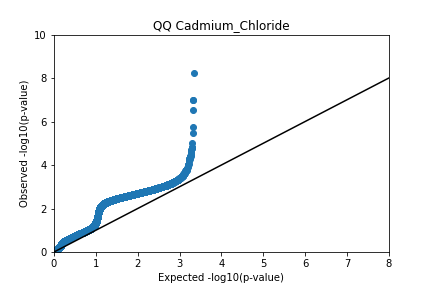 QQ Cadmium_Chloride
10
8
6
4
2
0
Observed -log10(p-value)
0 1 2 3 4 5 6 7 8
Expected -log10(p-value)